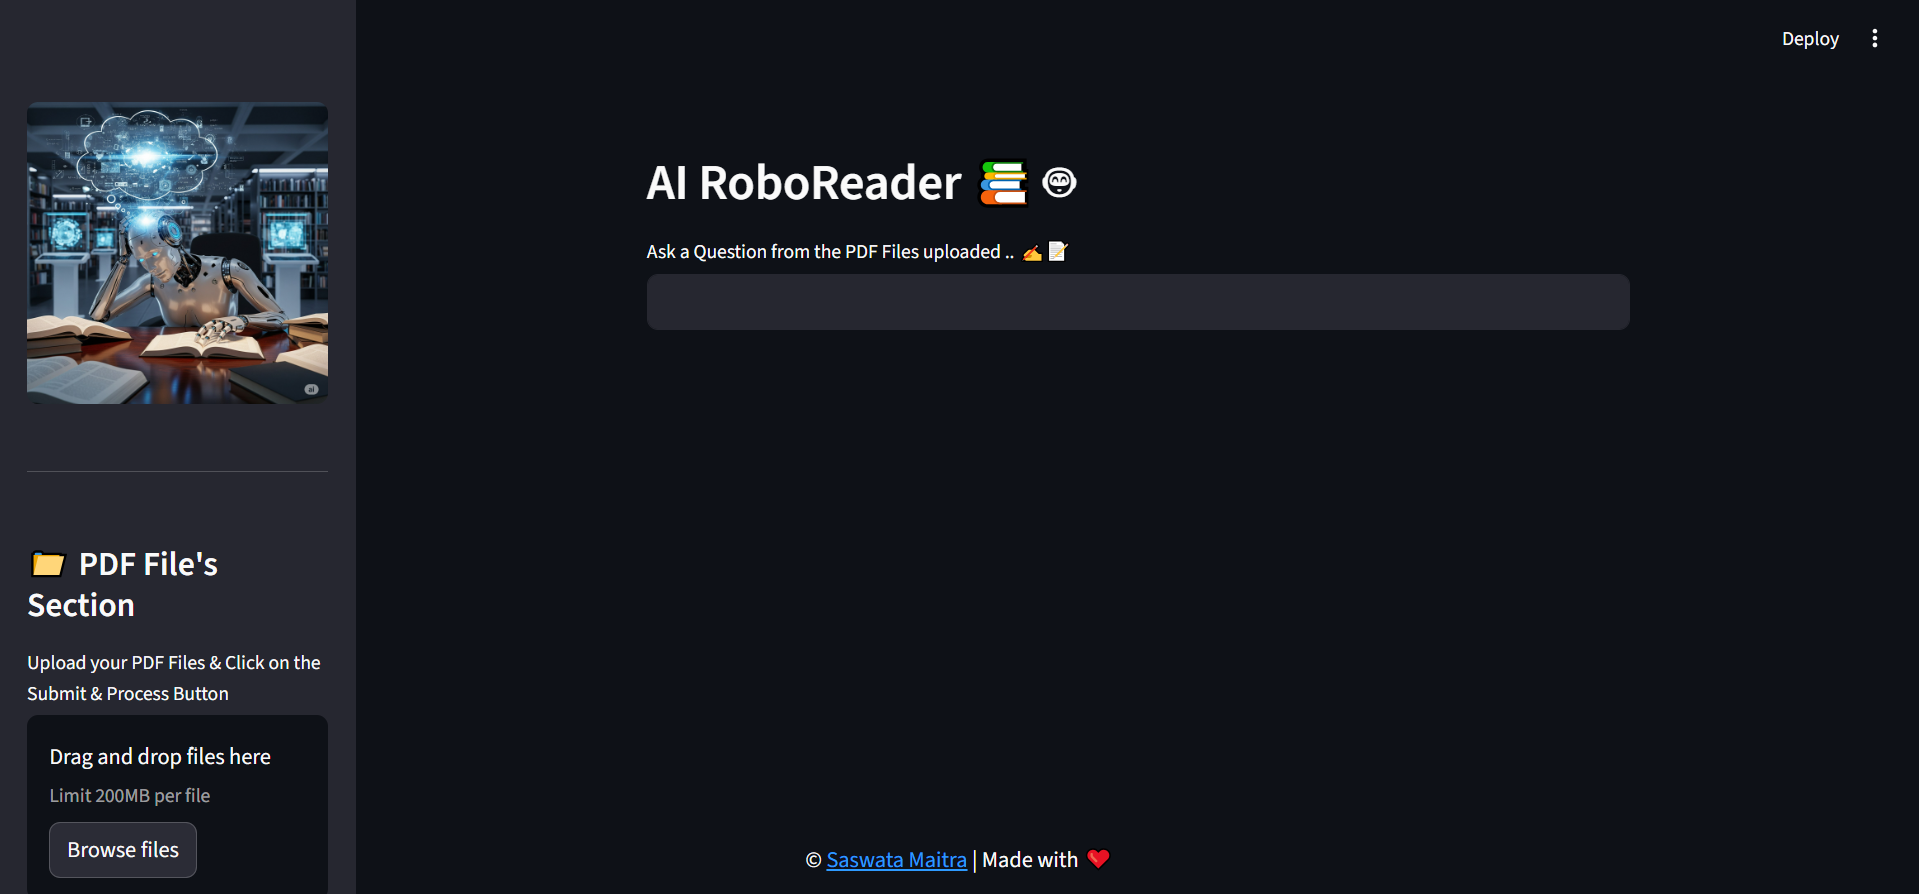 Deploy
AI RoboReader 📚
Ask a Question from the PDF Files uploaded .. ✍️📝
ai
📁 PDF File's
Section
Upload your PDF Files & Click on the
Submit & Process Button
Drag and drop files here
Limit 200MB per file
Browse files
© Saswata Maitra | Made with ❤️